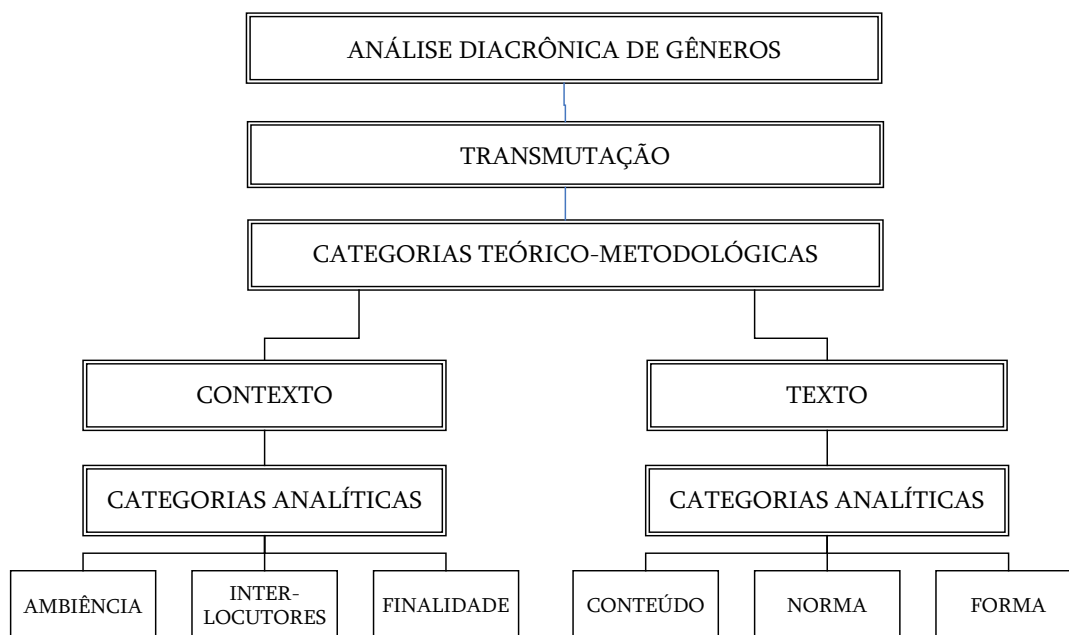 ANÁLISE DIACRÔNICA DE GÊNEROS
TRANSMUTAÇÃO
CATEGORIAS TEÓRICO-METODOLÓGICAS
CONTEXTO
TEXTO
CATEGORIAS ANALÍTICAS
CATEGORIAS ANALÍTICAS
AMBIÊNCIA
INTER-
LOCUTORES
FINALIDADE
CONTEÚDO
NORMA
FORMA